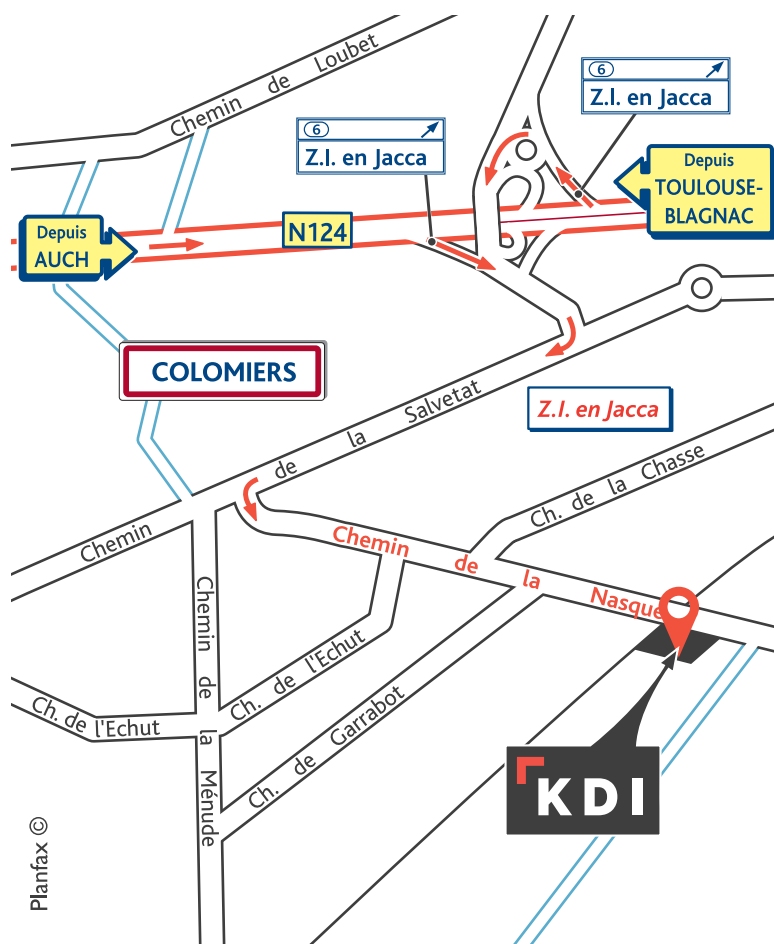 Chemin de Loubet
6
Z.I. en Jacca
6
Z.I. en Jacca
Depuis
TOULOUSE-
BLAGNAC
Depuis
AUCH
N124
COLOMIERS
Z.I. en Jacca
Chemin de la Salvetat
Ch. de la Chasse
Chemin de la Nasque
Chemin de la Ménude
Ch. de l'Echut
Ch. de l'Echut
Ch. de Garrabot
KDI
Planfax ©